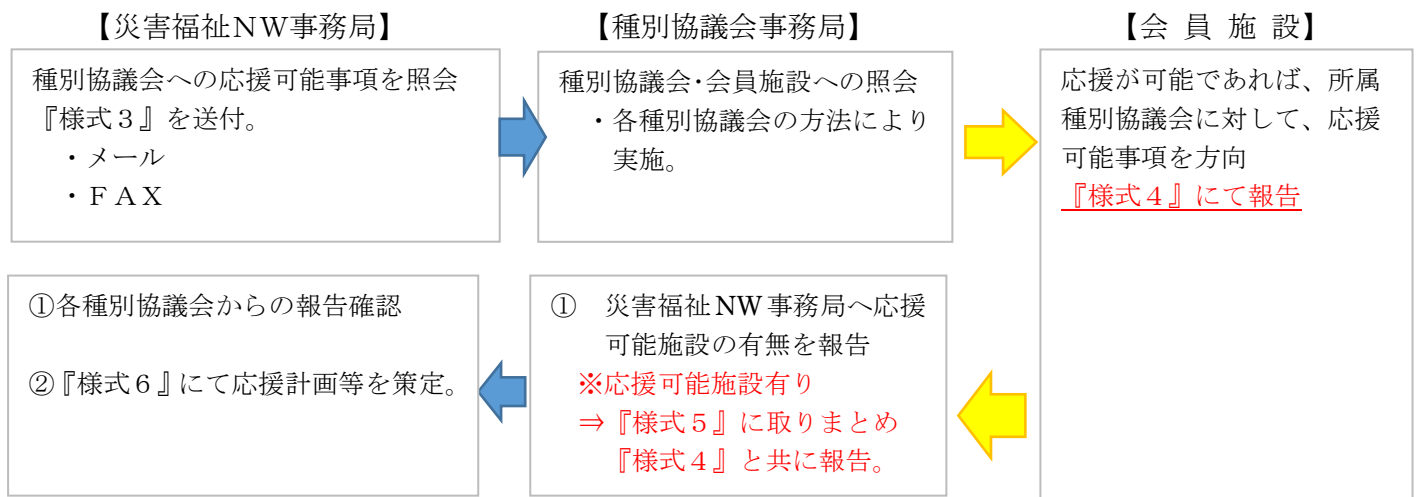 【災害福祉NW事務局】
種別協議会への応援可能事項を照会
『様式３』を送付。
・メール
・ＦＡＸ
【種別協議会事務局】
種別協議会・会員施設への照会
・各種別協議会の方法により
実施。
【会 員 施 設】
応援が可能であれば、所属
種別協議会に対して、応援
可能事項を方向
『様式４』にて報告
① 災害福祉NW事務局へ応援
可能施設の有無を報告
※応援可能施設有り
⇒『様式５』に取りまとめ
『様式４』と共に報告。
①各種別協議会からの報告確認
②『様式６』にて応援計画等を策定。